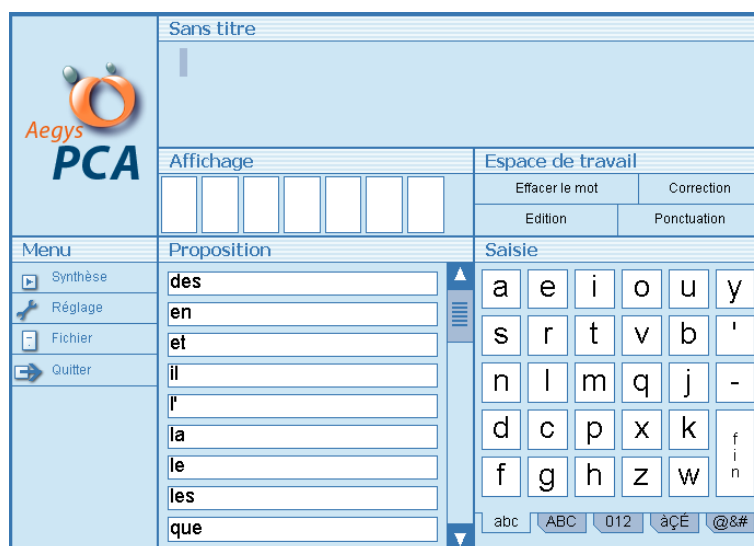 Sans titre
Aegys
PCA
Affichage
Espace de travail
Effacer le mot
Correction
Edition
Ponctuation
Menu
Synthèse
Réglage
Fichier
Quitter
Proposition
des
en
et
il
l'
la
le
les
que
Saisie
a e i o u y
s r t v b '
n l m q j -
d c p x k fin
f g h z w
abc ABC 012 àÇÉ @&#